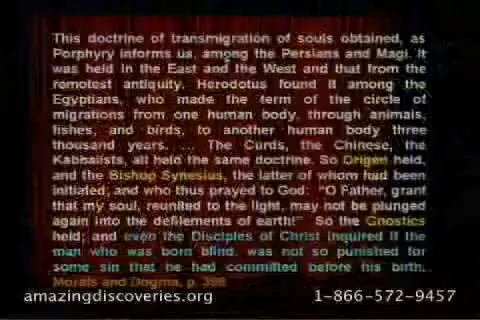 This doctrine of transmigration of souls obtained, as
Porphyry informs us, among the Persians and Magi. It
was held in the East and the West and that from the
remotest antiquity. Herodotus found it among the
Egyptians, who made the term of the circle of
migrations from one human body, through animals,
fishes, and birds, to another human body three
thousand years. ... The Curds, the Chinese, the
Kabbalists, all held the same doctrine. So Origen held,
and the Bishop Synesius, the latter of whom had been
initiated, and who thus prayed to God: "O Father, grant
that my soul, reunited to the light, may not be plunged
again into the defilements of earth!" So the Gnostics
held; and even the Disciples of Christ inquired if the
man who was born blind, was not so punished for
some sin that he had committed before his birth.
Morals and Dogma, p. 399
amazingdiscoveries.org 1-866-572-9457